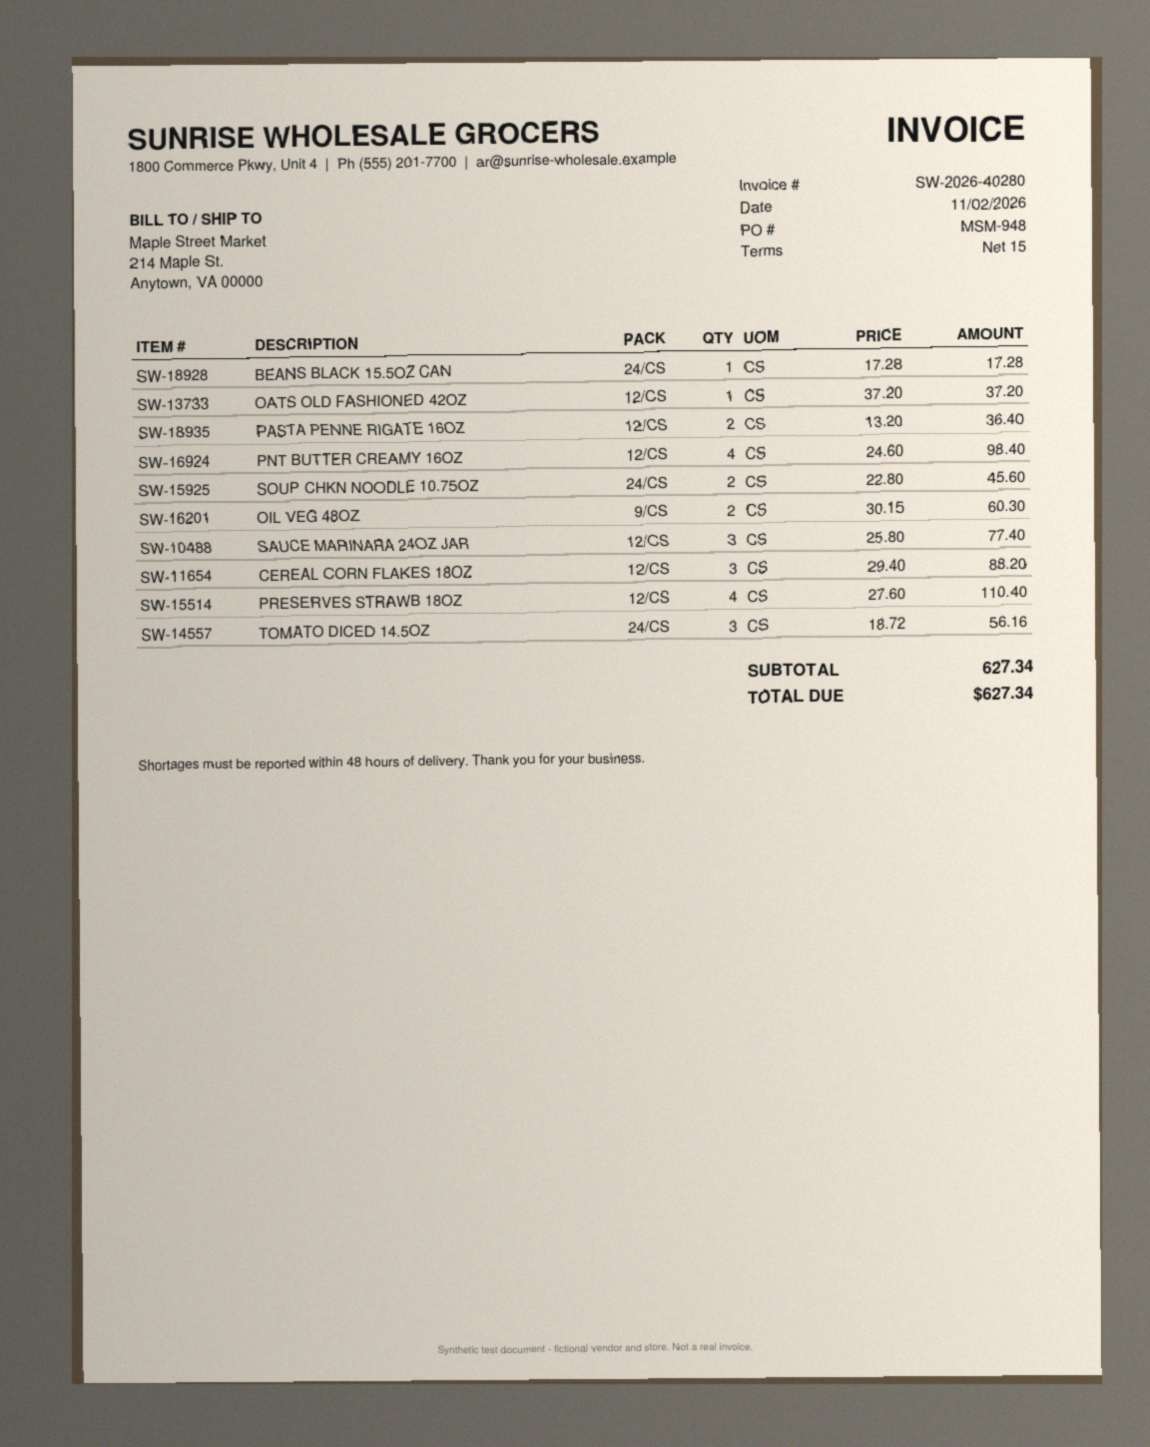 SUNRISE WHOLESALE GROCERS
INVOICE
1800 Commerce Pkwy, Unit 4 | Ph (555) 201-7700 | ar@sunrise-wholesale.example
Invoice # SW-2026-40280
Date 11/02/2026
PO # MSM-948
Terms Net 15
BILL TO / SHIP TO
Maple Street Market
214 Maple St.
Anytown, VA 00000
ITEM # DESCRIPTION PACK QTY UOM PRICE AMOUNT
SW-18928 BEANS BLACK 15.5OZ CAN 24/CS 1 CS 17.28 17.28
SW-13733 OATS OLD FASHIONED 42OZ 12/CS 1 CS 37.20 37.20
SW-18935 PASTA PENNE RIGATE 16OZ 12/CS 2 CS 13.20 36.40
SW-16924 PNT BUTTER CREAMY 16OZ 12/CS 4 CS 24.60 98.40
SW-15925 SOUP CHKN NOODLE 10.75OZ 24/CS 2 CS 22.80 45.60
SW-16201 OIL VEG 48OZ 9/CS 2 CS 30.15 60.30
SW-10488 SAUCE MARINARA 24OZ JAR 12/CS 3 CS 25.80 77.40
SW-11654 CEREAL CORN FLAKES 18OZ 12/CS 3 CS 29.40 88.20
SW-15514 PRESERVES STRAWB 18OZ 12/CS 4 CS 27.60 110.40
SW-14557 TOMATO DICED 14.5OZ 24/CS 3 CS 18.72 56.16
SUBTOTAL 627.34
TOTAL DUE $627.34
Shortages must be reported within 48 hours of delivery. Thank you for your business.
Synthetic test document - fictional vendor and store. Not a real invoice.